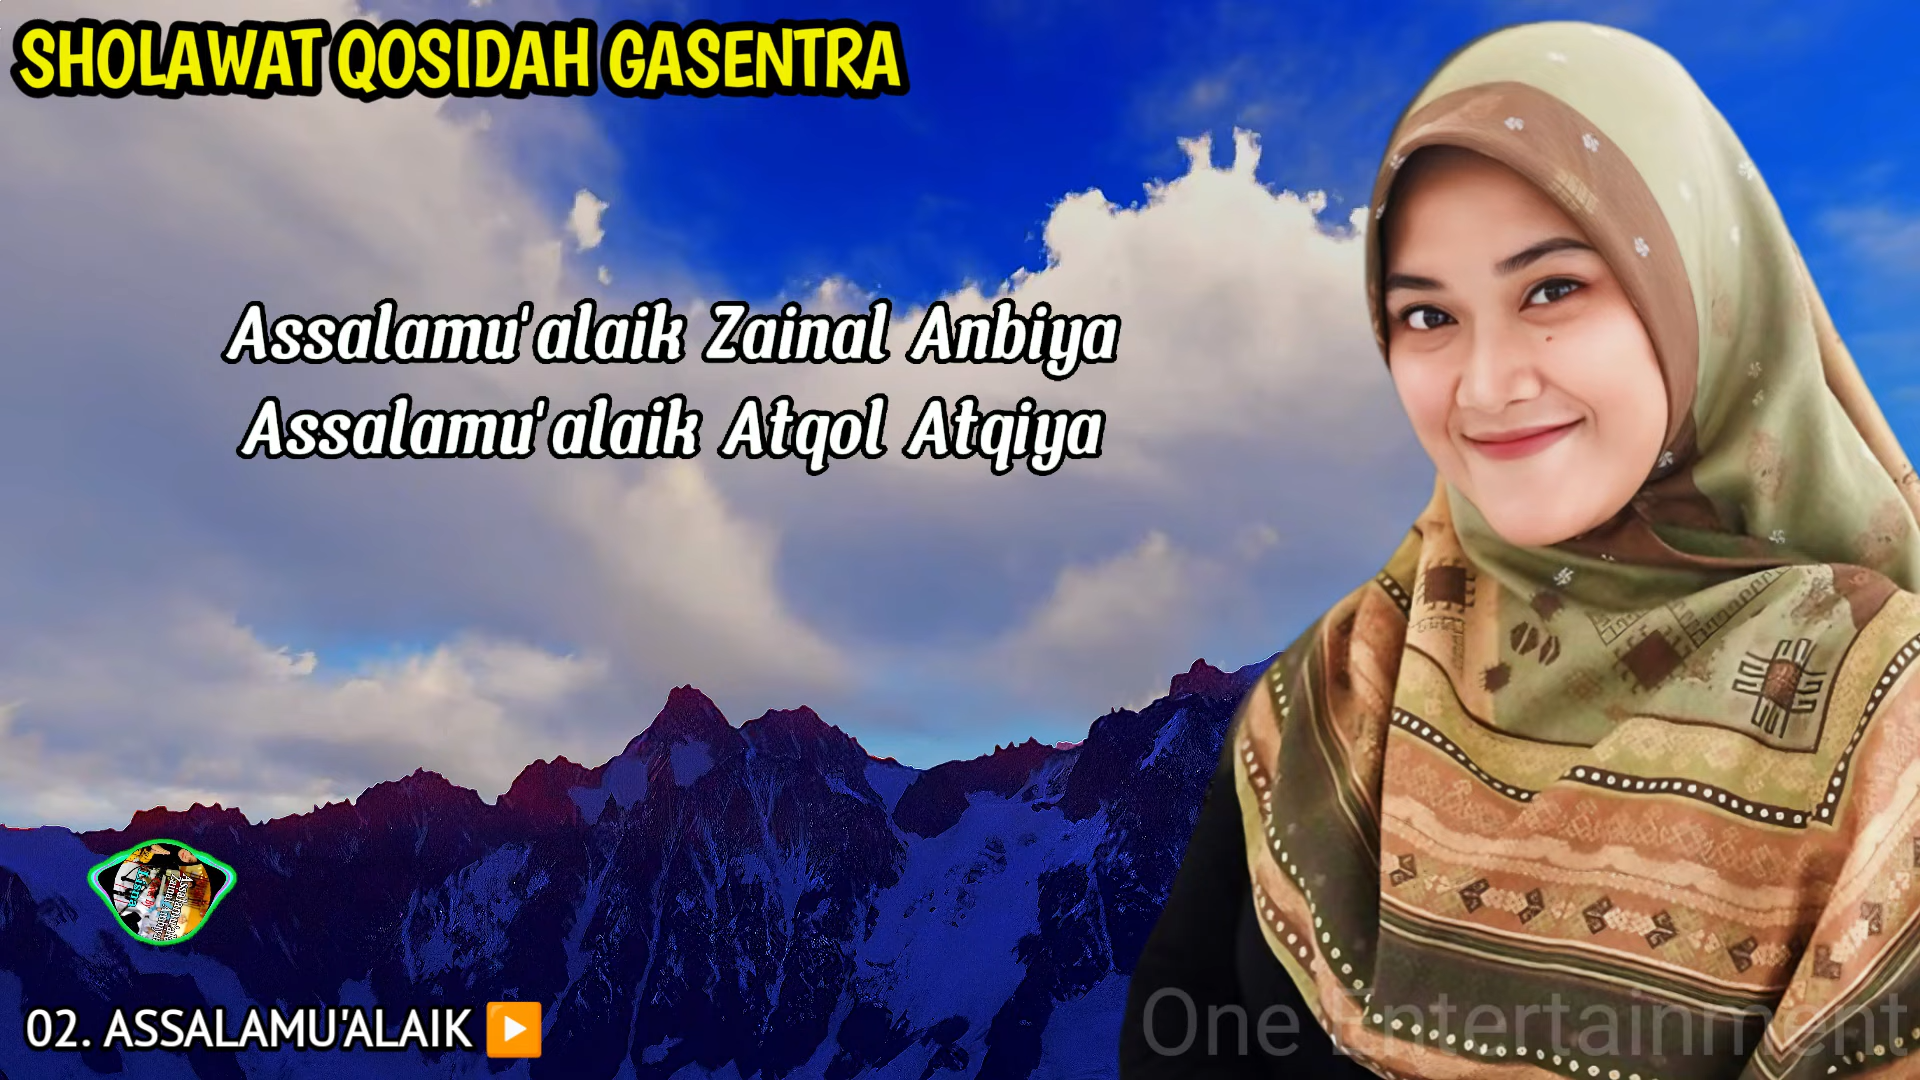 SHOLAWAT QOSIDAH GASENTRA
Assalamu'alaik Zainal Anbiya
Assalamu'alaik Atqol Atqiya
02. ASSALAMU'ALAIK
One Entertainment